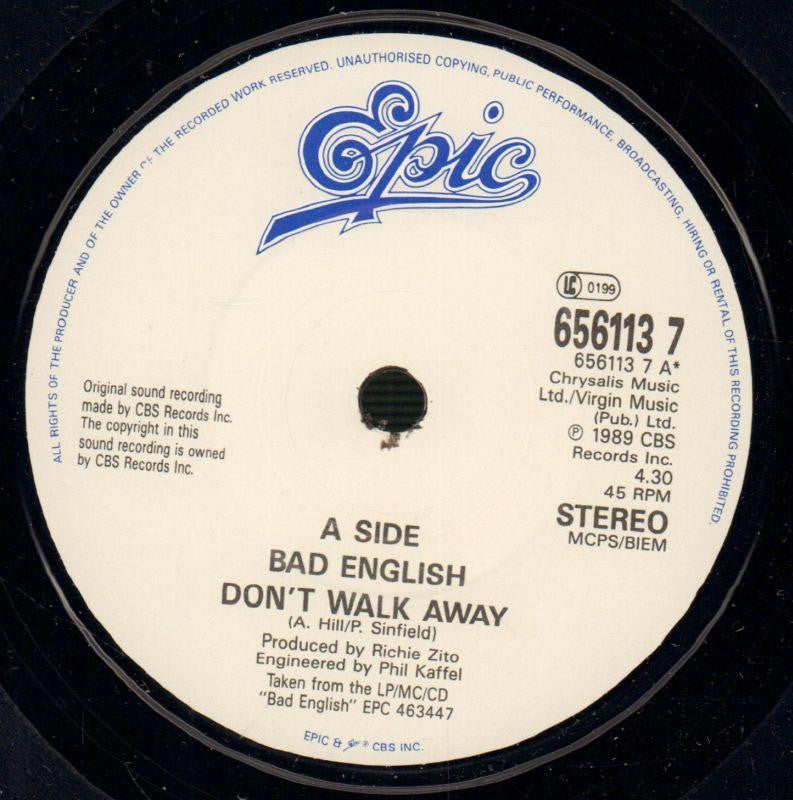 ALL RIGHTS OF THE PRODUCER AND OF THE OWNER OF THE RECORDED WORK RESERVED. UNAUTHORISED COPYING, PUBLIC PERFORMANCE, BROADCASTING, HIRING OR RENTAL OF THIS RECORDING PROHIBITED.
Epic
LC 0199
656113 7
656113 7 A*
Chrysalis Music
Ltd./Virgin Music
(Pub.) Ltd.
℗ 1989 CBS
Records Inc.
4.30
45 RPM
STEREO
MCPS/BIEM
Original sound recording
made by CBS Records Inc.
The copyright in this
sound recording is owned
by CBS Records Inc.
A SIDE
BAD ENGLISH
DON'T WALK AWAY
(A. Hill/P. Sinfield)
Produced by Richie Zito
Engineered by Phil Kaffel
Taken from the LP/MC/CD
"Bad English" EPC 463447
EPIC & ® CBS INC.